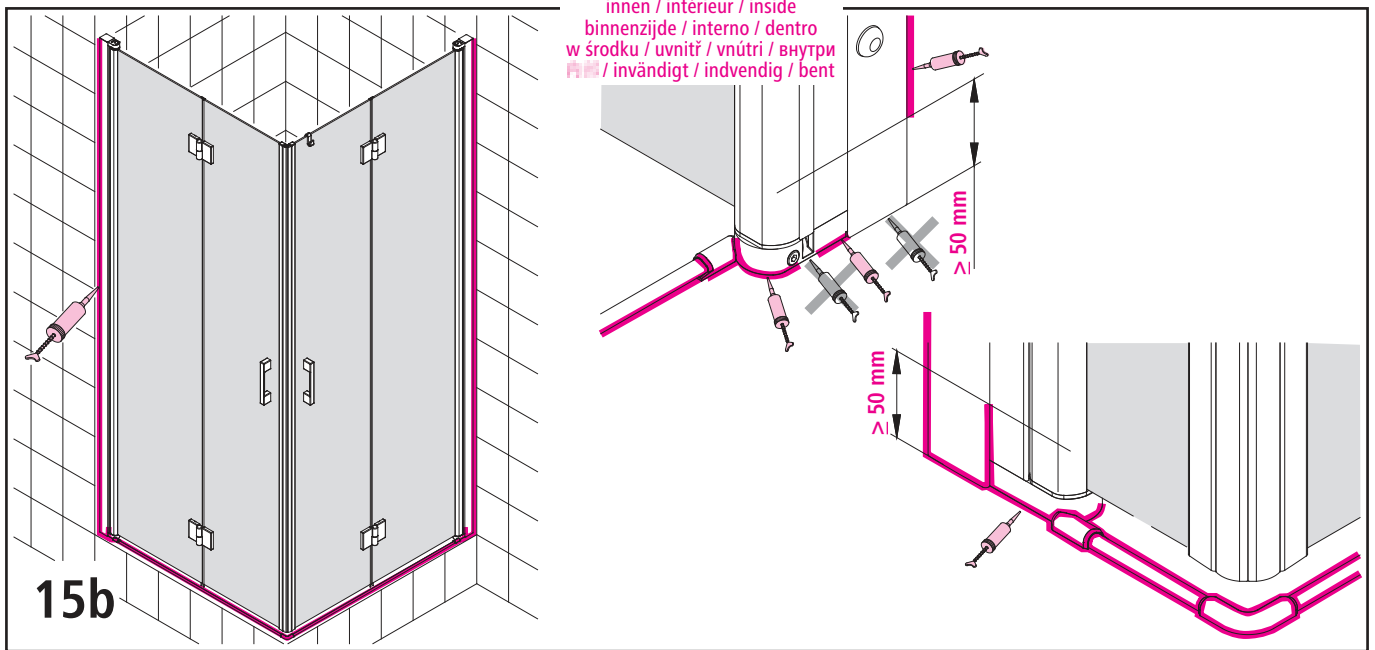 innen / intérieur / inside
binnenzijde / interno / dentro
w środku / uvnitř / vnútri / внутри
/ invändigt / indvendig / bent
≥ 50 mm
≥ 50 mm
15b